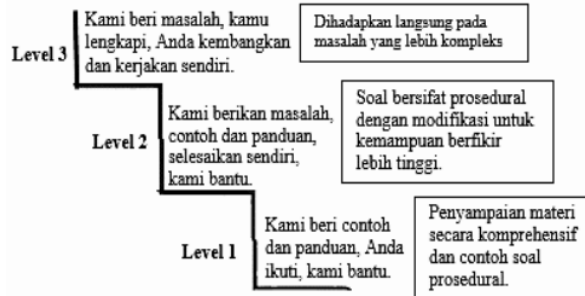 Level 3
Kami beri masalah, kamu
lengkapi, Anda kembangkan
dan kerjakan sendiri.
Dihadapkan langsung pada
masalah yang lebih kompleks
Level 2
Kami berikan masalah,
contoh dan panduan,
selesaikan sendiri,
kami bantu.
Soal bersifat prosedural
dengan modifikasi untuk
kemampuan berfikir
lebih tinggi.
Level 1
Kami beri contoh
dan panduan, Anda
ikuti, kami bantu.
Penyampaian materi
secara komprehensif
dan contoh soal
prosedural.